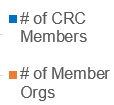 # of CRC
Members
# of Member
Orgs